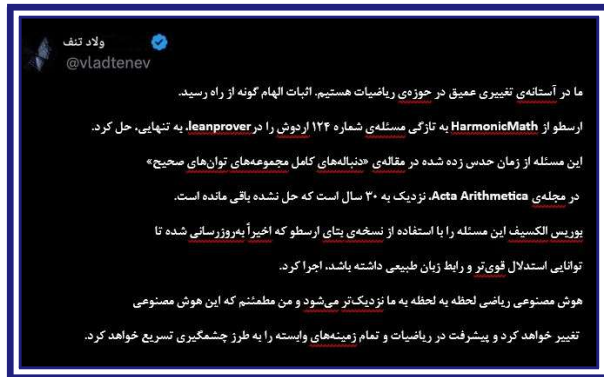 ولاد تنف
@vladtenev
ما در آستانه‌ی تغییری عمیق در حوزه‌ی ریاضیات هستیم. اثبات الهام گونه از راه رسید.
ارسطو از HarmonicMath به تازگی مسئله‌ی شماره ۱۲۴ اردوش را در leanprover، به تنهایی، حل کرد.
این مسئله از زمان حدس زده شده در مقاله‌ی «دنباله‌های کامل مجموعه‌های توان‌های صحیح»
در مجله‌ی Acta Arithmetica، نزدیک به ۳۰ سال است که حل نشده باقی مانده است.
بوریس الکسیف این مسئله را با استفاده از نسخه‌ی بتای ارسطو که اخیراً به‌روزرسانی شده تا
توانایی استدلال قوی‌تر و رابط زبان طبیعی داشته باشد، اجرا کرد.
هوش مصنوعی ریاضی لحظه به لحظه به ما نزدیک‌تر می‌شود و من مطمئنم که این هوش مصنوعی
تغییر خواهد کرد و پیشرفت در ریاضیات و تمام زمینه‌های وابسته را به طرز چشمگیری تسریع خواهد کرد.